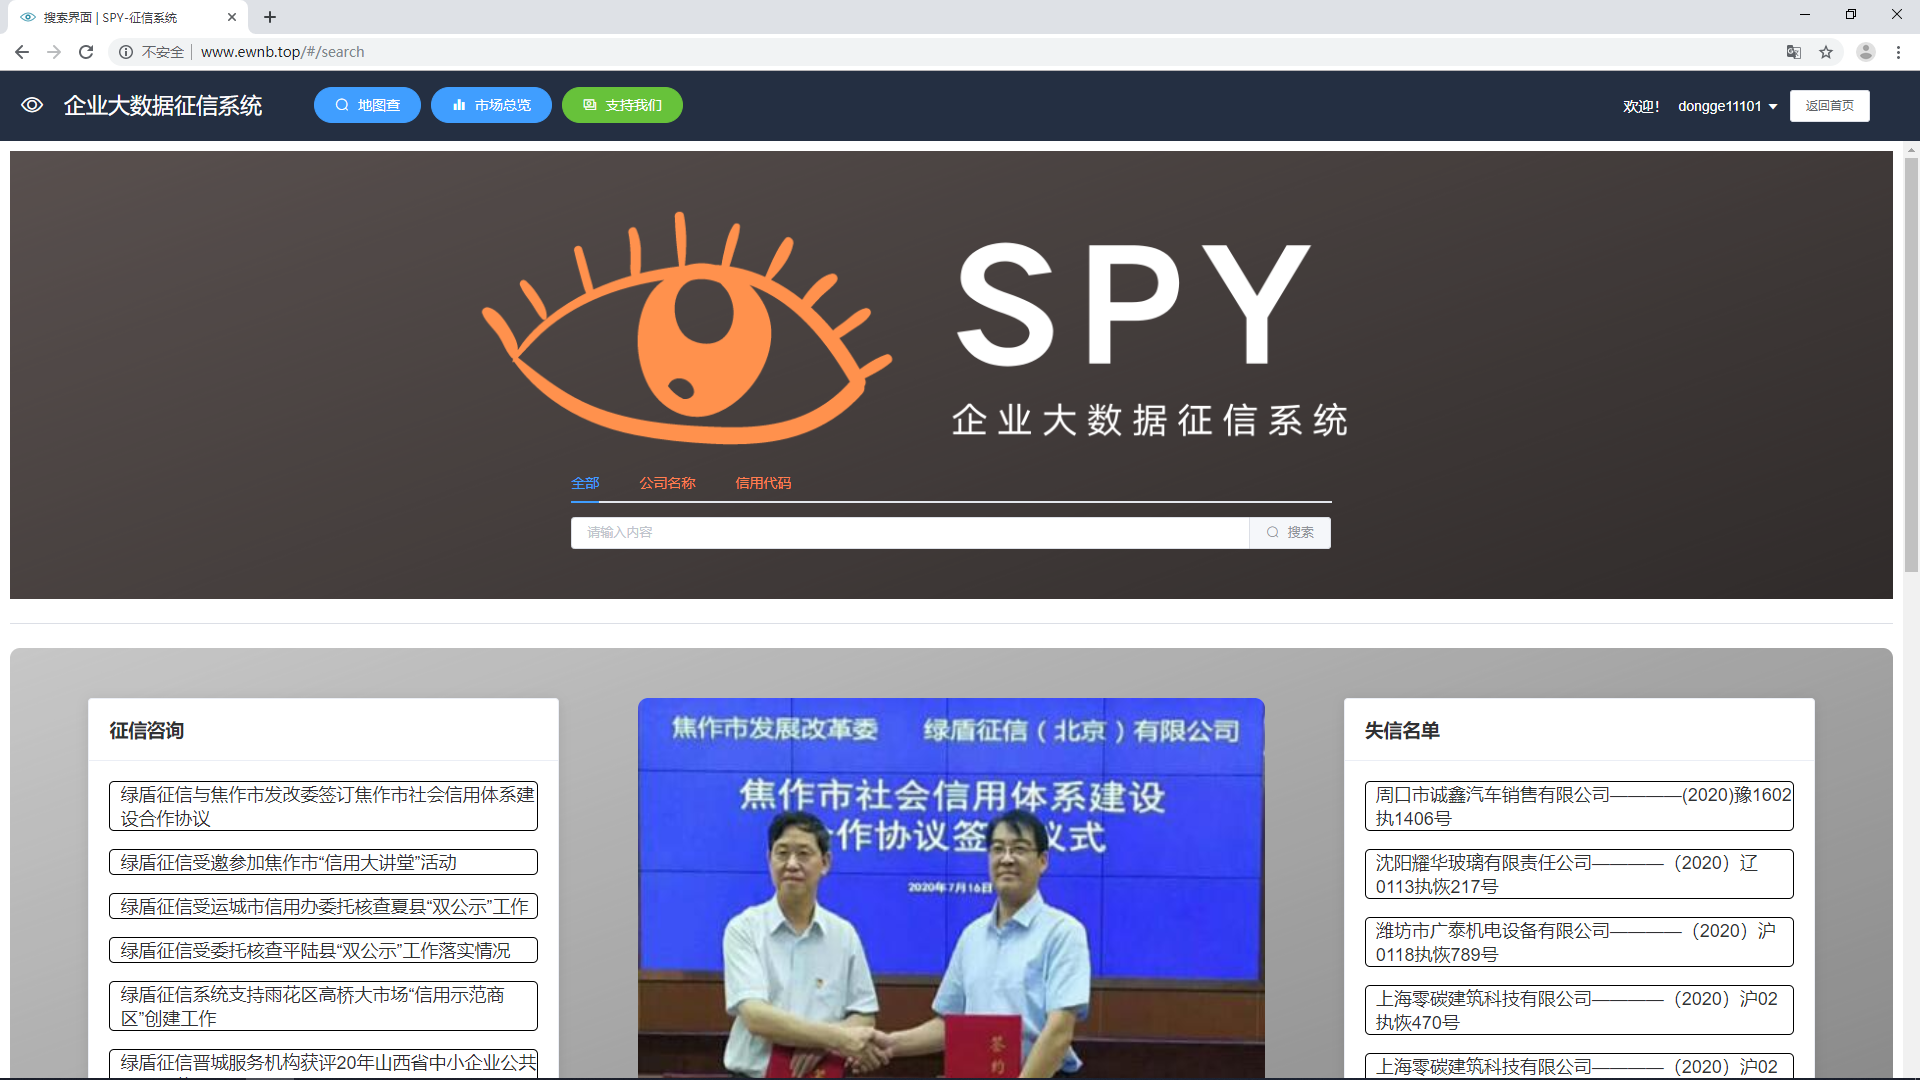 搜索界面 | SPY-征信系统
不安全
www.ewnb.top/#/search
企业大数据征信系统
地图查
市场总览
支持我们
欢迎！
dongge11101
返回首页
SPY
企业大数据征信系统
全部
公司名称
信用代码
请输入内容
搜索
征信咨询
绿盾征信与焦作市发改委签订焦作市社会信用体系建
设合作协议
绿盾征信受邀参加焦作市“信用大讲堂”活动
绿盾征信受运城市信用办委托核查夏县“双公示”工作
绿盾征信受委托核查平陆县“双公示”工作落实情况
绿盾征信系统支持雨花区高桥大市场“信用示范商
区”创建工作
绿盾征信晋城服务机构获评20年山西省中小企业公共
焦作市发展改革委
绿盾征信（北京）有限公司
焦作市社会信用体系建设
合作协议签 仪式
2020年7月16日
签
约
失信名单
周口市诚鑫汽车销售有限公司————(2020)豫1602
执1406号
沈阳耀华玻璃有限责任公司————（2020）辽
0113执恢217号
潍坊市广泰机电设备有限公司————（2020）沪
0118执恢789号
上海零碳建筑科技有限公司————（2020）沪02
执恢470号
上海零碳建筑科技有限公司————（2020）沪02